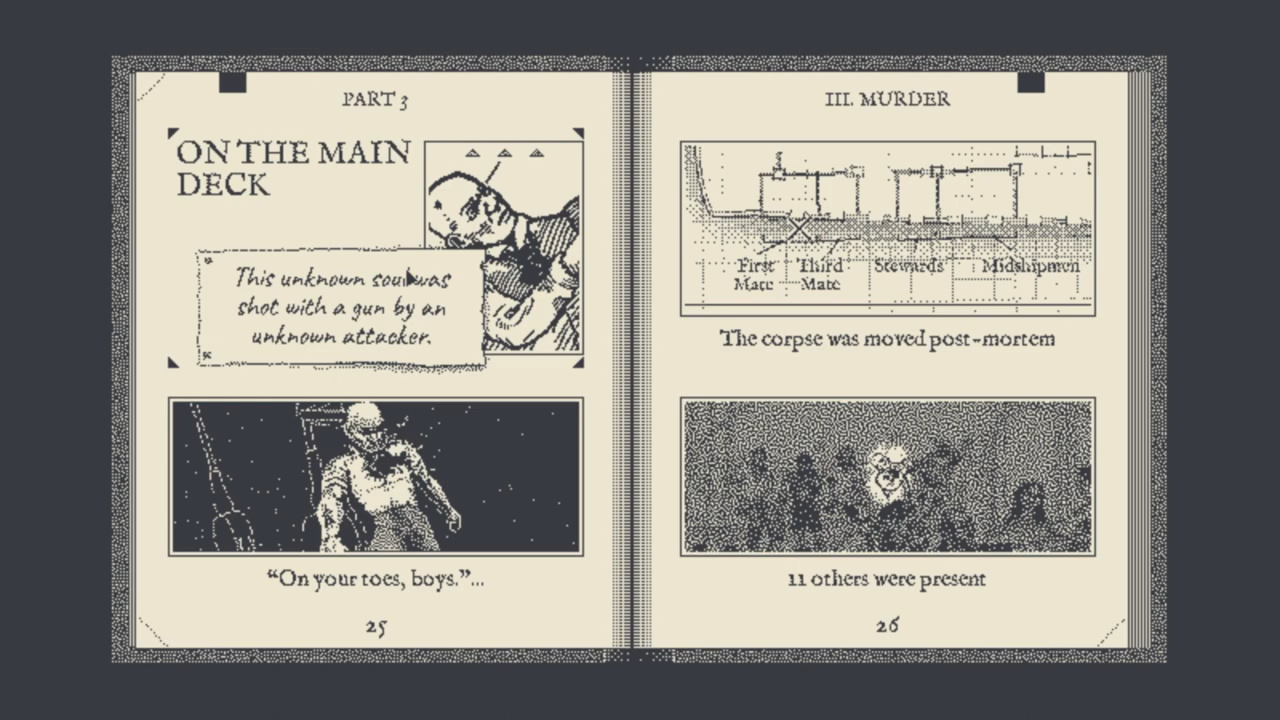 PART 3
ON THE MAIN
DECK
This unknown soul was
shot with a gun by an
unknown attacker.
"On your toes, boys."...
25
III. MURDER
First
Mate
Third
Mate
Stewards
Midshipmen
The corpse was moved post-mortem
11 others were present
26